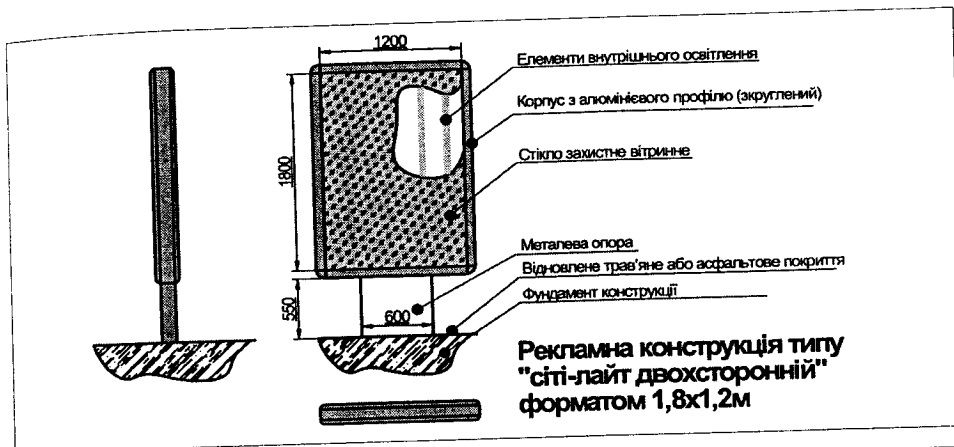 1200
Елементи внутрішнього освітлення
Корпус з алюмінієвого профілю (зкруглений)
1800
Стікло захистне вітринне
Металева опора
Відновлене трав'яне або асфальтове покриття
Фундамент конструкції
550
600
Рекламна конструкція типу
"сіті-лайт двохсторонній"
форматом 1,8х1,2м